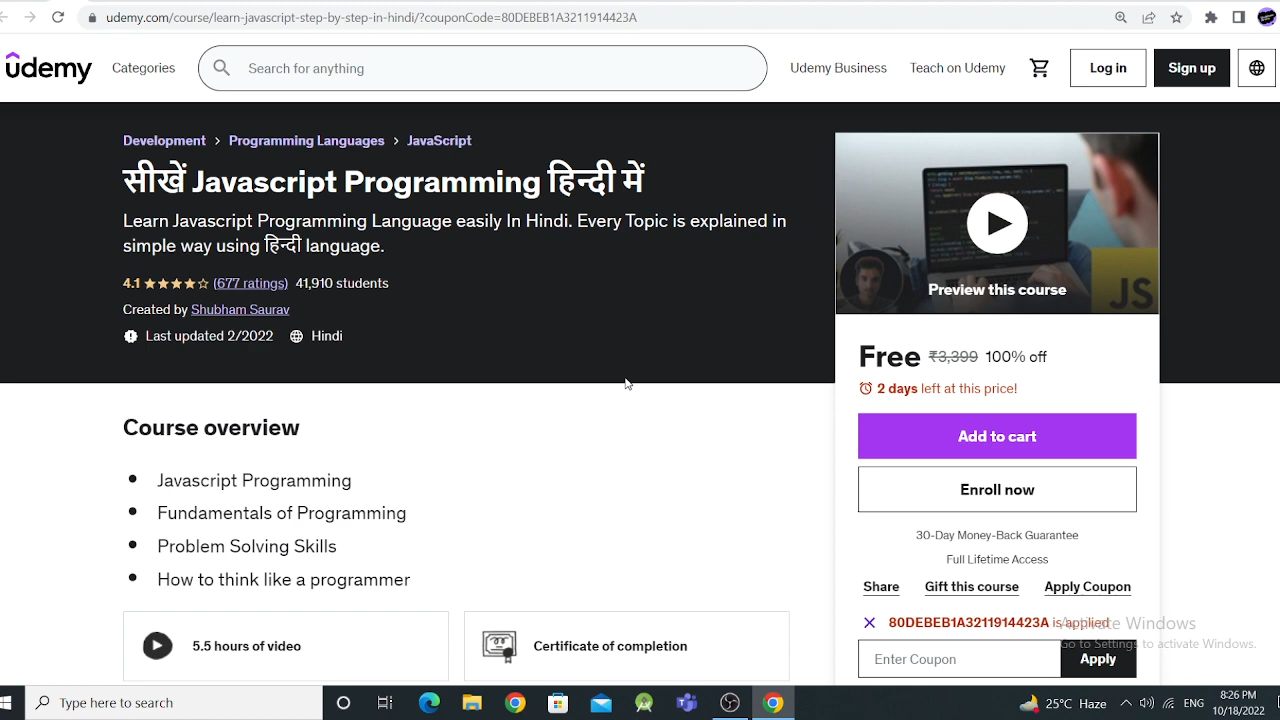 udemy.com/course/learn-javascript-step-by-step-in-hindi/?couponCode=80DEBEB1A3211914423A
udemy
Categories
Search for anything
Udemy Business
Teach on Udemy
Log in
Sign up
Development > Programming Languages > JavaScript
सीखें Javascript Programming हिन्दी में
Learn Javascript Programming Language easily In Hindi. Every Topic is explained in
simple way using हिन्दी language.
4.1 (677 ratings) 41,910 students
Created by Shubham Saurav
Last updated 2/2022 Hindi
JS
Preview this course
Free ₹3,399 100% off
2 days left at this price!
Add to cart
Enroll now
30-Day Money-Back Guarantee
Full Lifetime Access
Share Gift this course Apply Coupon
80DEBEB1A3211914423A is applied
Enter Coupon
Apply
Course overview
Javascript Programming
Fundamentals of Programming
Problem Solving Skills
How to think like a programmer
5.5 hours of video
Certificate of completion
Activate Windows
Go to Settings to activate Windows.
Type here to search
25°C Haze
ENG
8:26 PM
10/18/2022